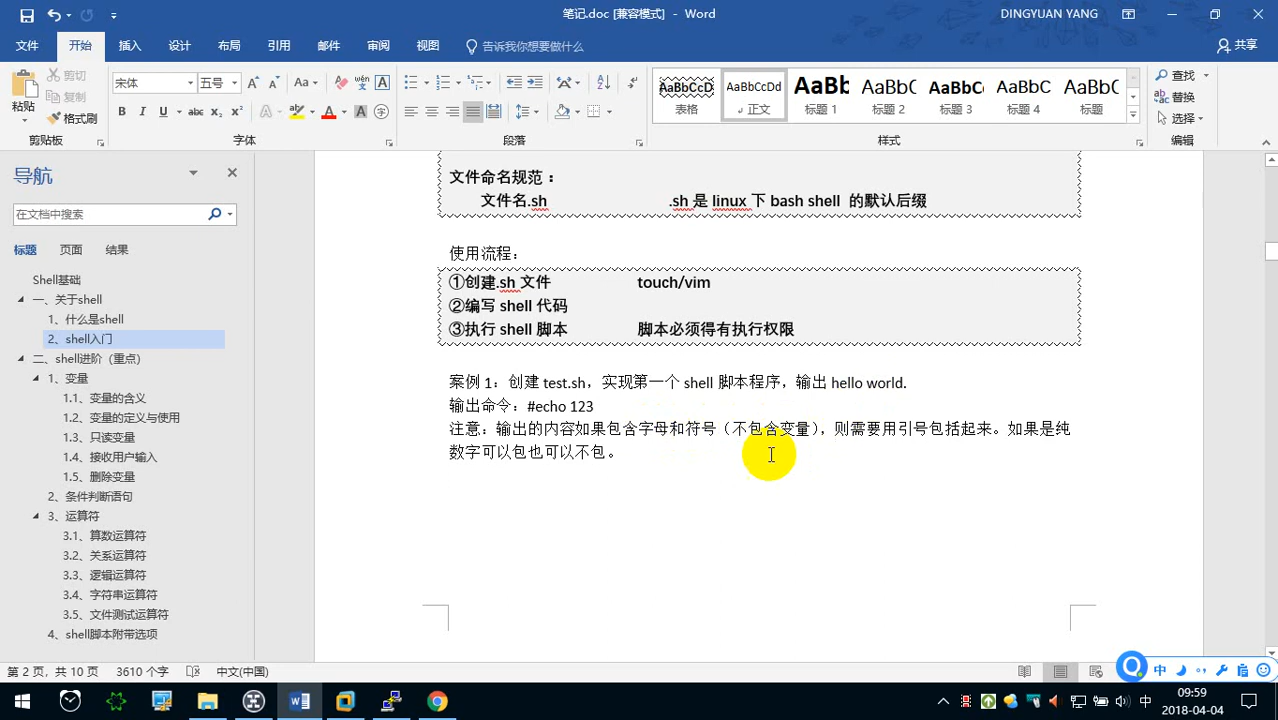 笔记.doc [兼容模式] - Word
DINGYUAN YANG
文件 开始 插入 设计 布局 引用 邮件 审阅 视图 告诉我你想要做什么 共享
粘贴
剪切
复制
格式刷
宋体 五号
AaBbCcD AaBbCcDd AaBb AaBbC AaBbC AaBbC AaBbC
表格 正文 标题 1 标题 2 标题 3 标题 4 标题
查找
替换
选择
剪贴板 字体 段落 样式 编辑
导航
在文档中搜索
标题 页面 结果
Shell基础
一、关于shell
1、什么是shell
2、shell入门
二、shell进阶（重点）
1、变量
1.1、变量的含义
1.2、变量的定义与使用
1.3、只读变量
1.4、接收用户输入
1.5、删除变量
2、条件判断语句
3、运算符
3.1、算数运算符
3.2、关系运算符
3.3、逻辑运算符
3.4、字符串运算符
3.5、文件测试运算符
4、shell脚本附带选项
文件命名规范：
文件名.sh .sh 是 linux 下 bash shell 的默认后缀
使用流程：
①创建.sh 文件 touch/vim
②编写 shell 代码
③执行 shell 脚本 脚本必须得有执行权限
案例 1：创建 test.sh，实现第一个 shell 脚本程序，输出 hello world.
输出命令：#echo 123
注意：输出的内容如果包含字母和符号（不包含变量），则需要用引号包括起来。如果是纯
数字可以包也可以不包。
第 2 页，共 10 页 3610 个字 中文(中国)
中
中 09:59
2018-04-04